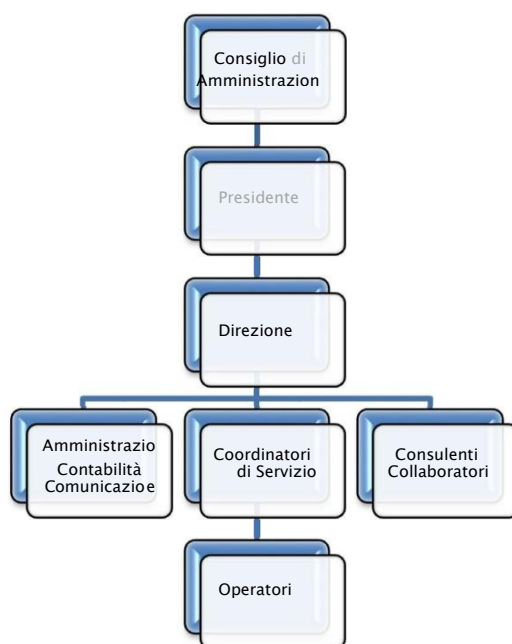 Consiglio di
Amministrazion
Presidente
Direzione
Amministrazio
Contabilità
Comunicazioe
Coordinatori
di Servizio
Consulenti
Collaboratori
Operatori